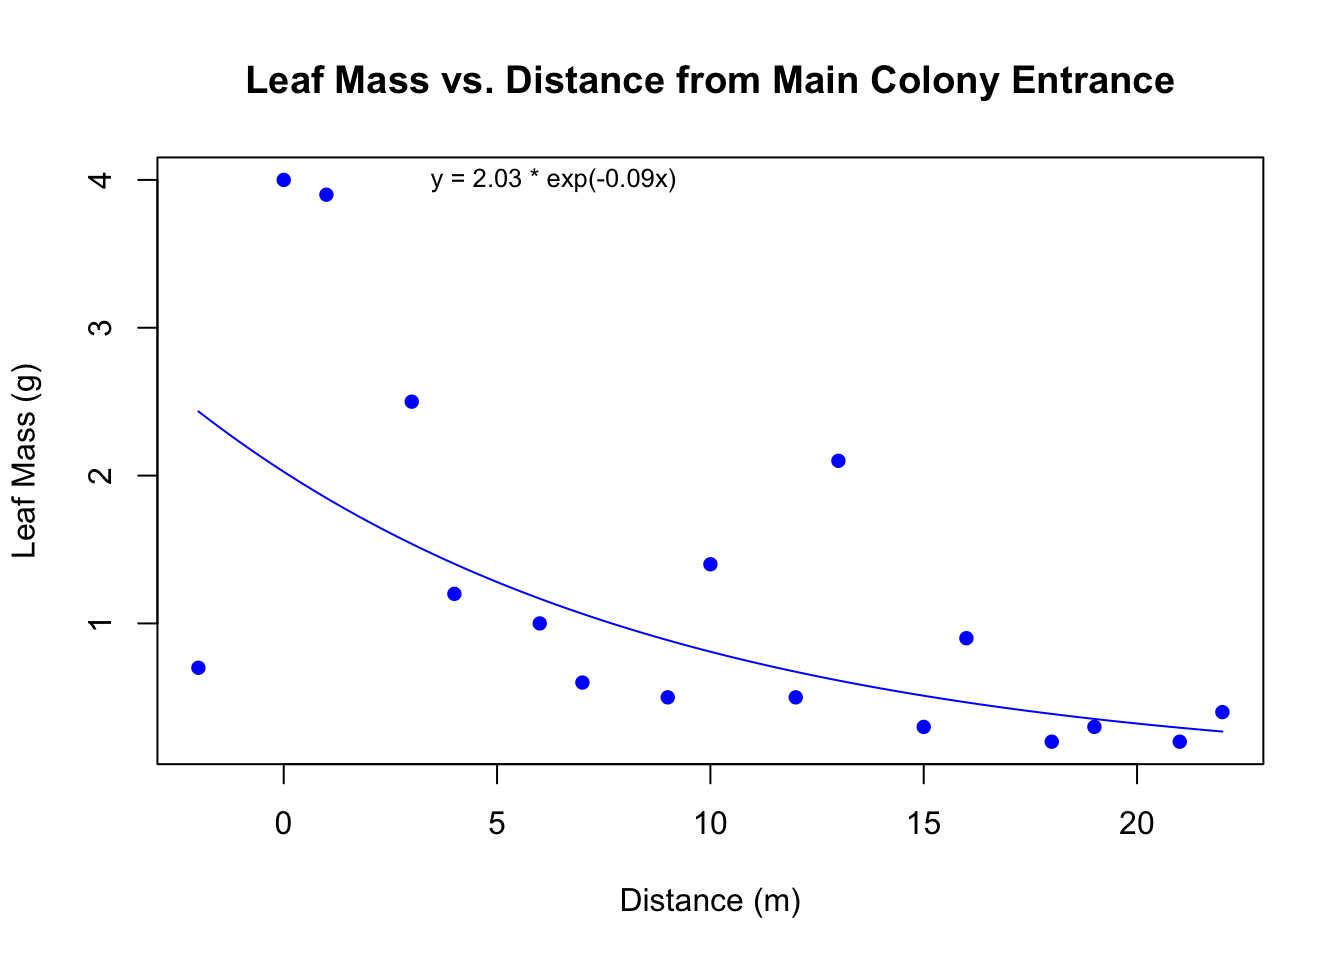 Leaf Mass vs. Distance from Main Colony Entrance
y = 2.03 * exp(-0.09x)
4
3
2
1
Leaf Mass (g)
0 5 10 15 20
Distance (m)